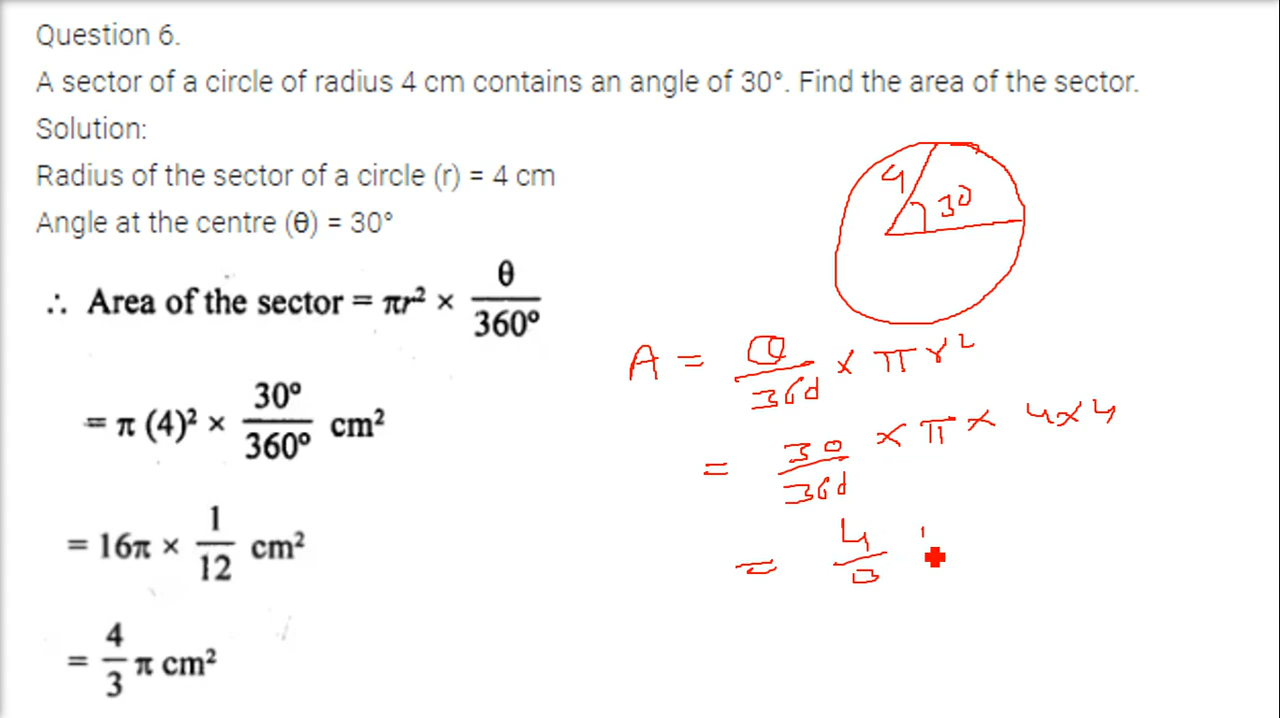 Question 6.
A sector of a circle of radius 4 cm contains an angle of 30°. Find the area of the sector.
Solution:
Radius of the sector of a circle (r) = 4 cm
Angle at the centre (θ) = 30°
∴ Area of the sector = πr² × θ/360°
= π (4)² × 30°/360° cm²
= 16π × 1/12 cm²
= 4/3 π cm²
4
30
A = θ/360 × πr²
= 30/360 × π × 4×4
= 4/3